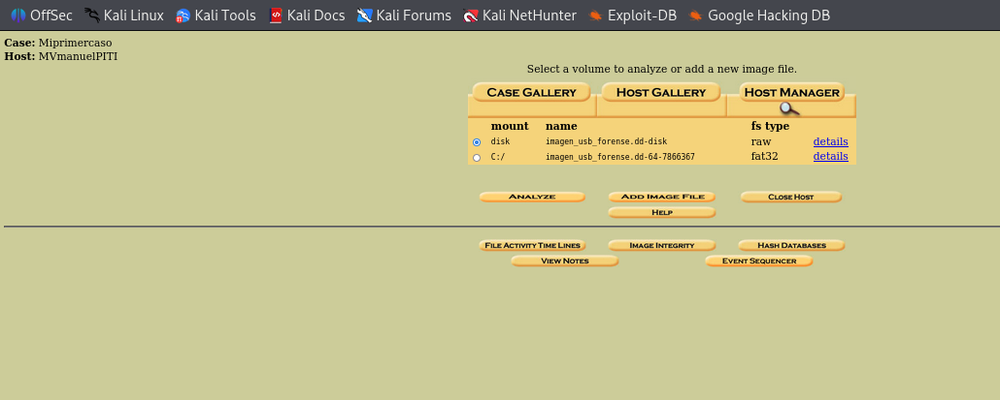 OffSec Kali Linux Kali Tools Kali Docs Kali Forums Kali NetHunter Exploit-DB Google Hacking DB
Case: Miprimercaso
Host: MVmanuelPITI
Select a volume to analyze or add a new image file.
CASE GALLERY HOST GALLERY HOST MANAGER
mount name fs type
disk imagen_usb_forense.dd-disk raw details
C:/ imagen_usb_forense.dd-64-7866367 fat32 details
ANALYZE ADD IMAGE FILE CLOSE HOST
HELP
FILE ACTIVITY TIME LINES IMAGE INTEGRITY HASH DATABASES
VIEW NOTES EVENT SEQUENCER